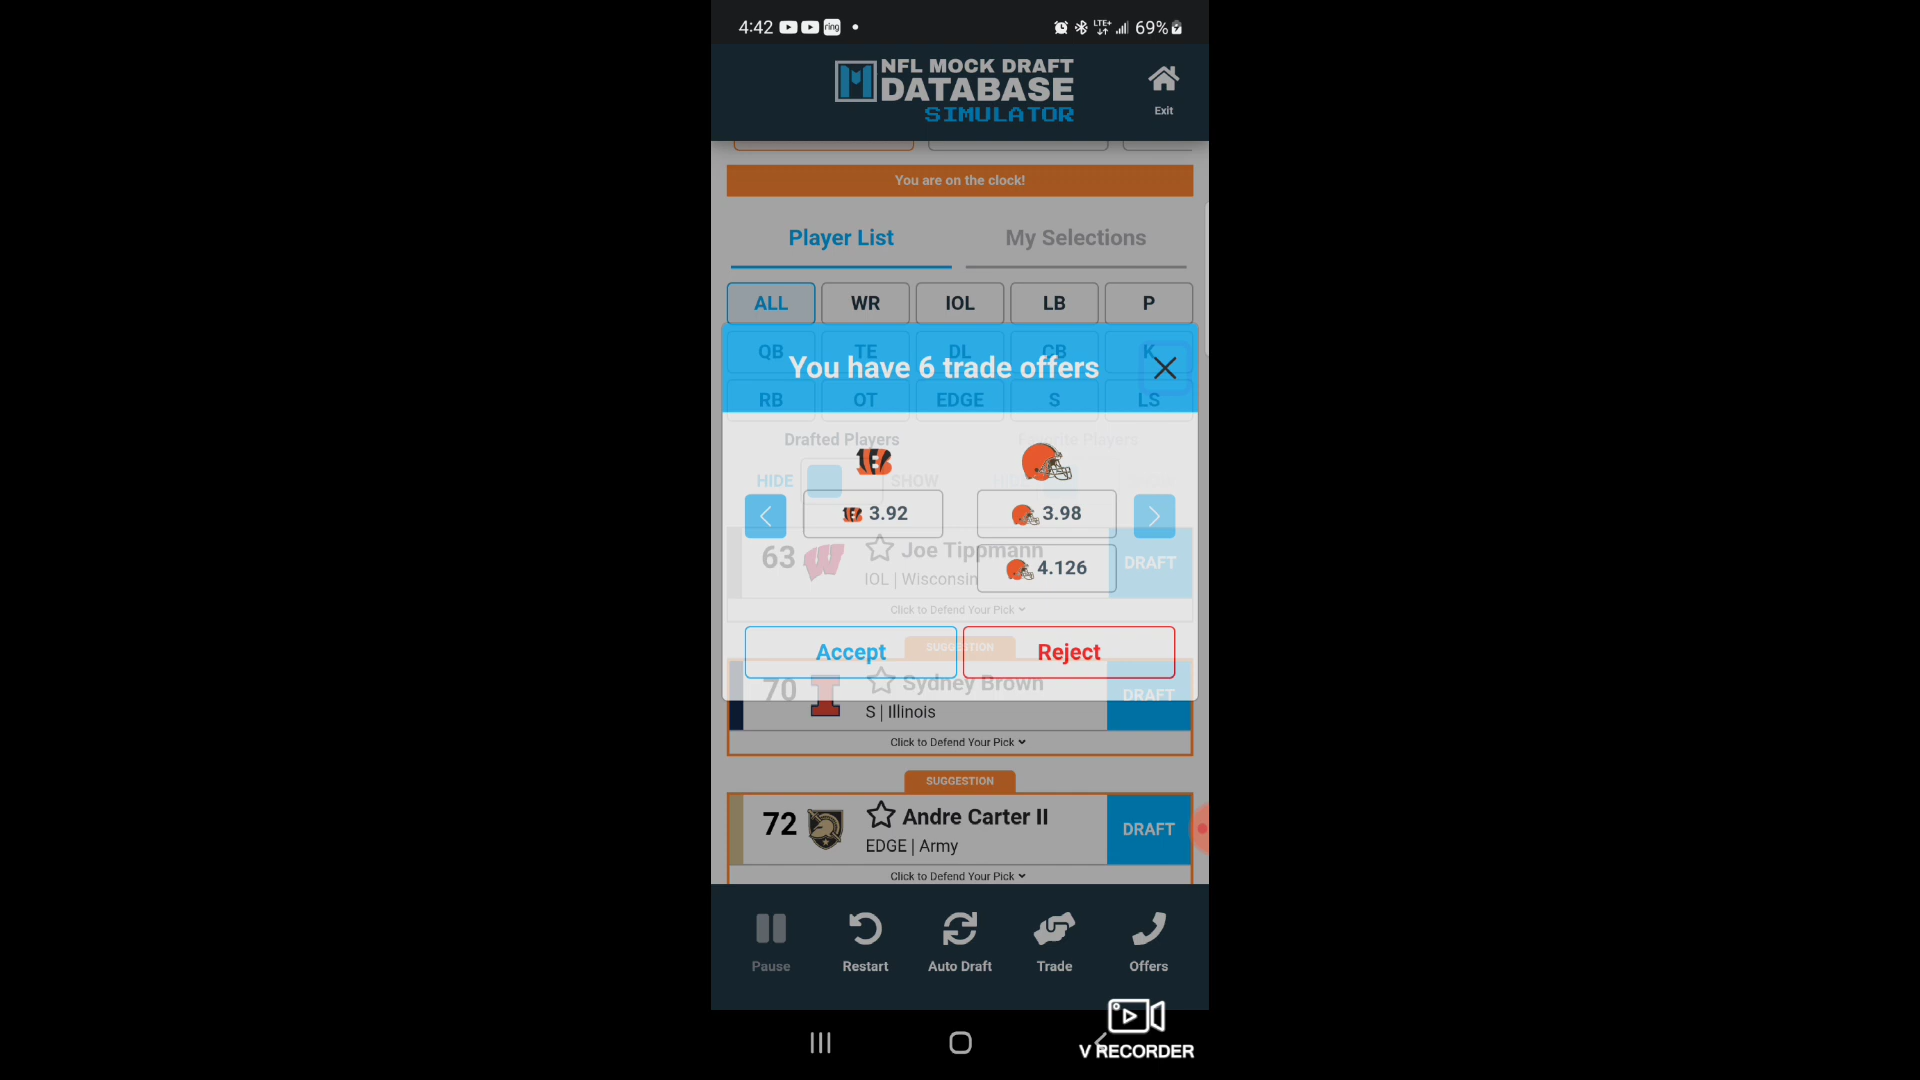 4:42 ring LTE+ 69%
NFL MOCK DRAFT
DATABASE
SIMULATOR
Exit
You are on the clock!
Player List My Selections
ALL WR IOL LB P
QB TE DL CB K
You have 6 trade offers
RB OT EDGE S LS
Drafted Players Players
HIDE SHOW
3.92 3.98
63 Joe Tippmann DRAFT
4.126
IOL | Wisconsin
Click to Defend Your Pick
SUGGESTION
Accept Reject
70 Sydney Brown DRAFT
S | Illinois
Click to Defend Your Pick
SUGGESTION
72 Andre Carter II DRAFT
EDGE | Army
Click to Defend Your Pick
Pause Restart Auto Draft Trade Offers
V RECORDER